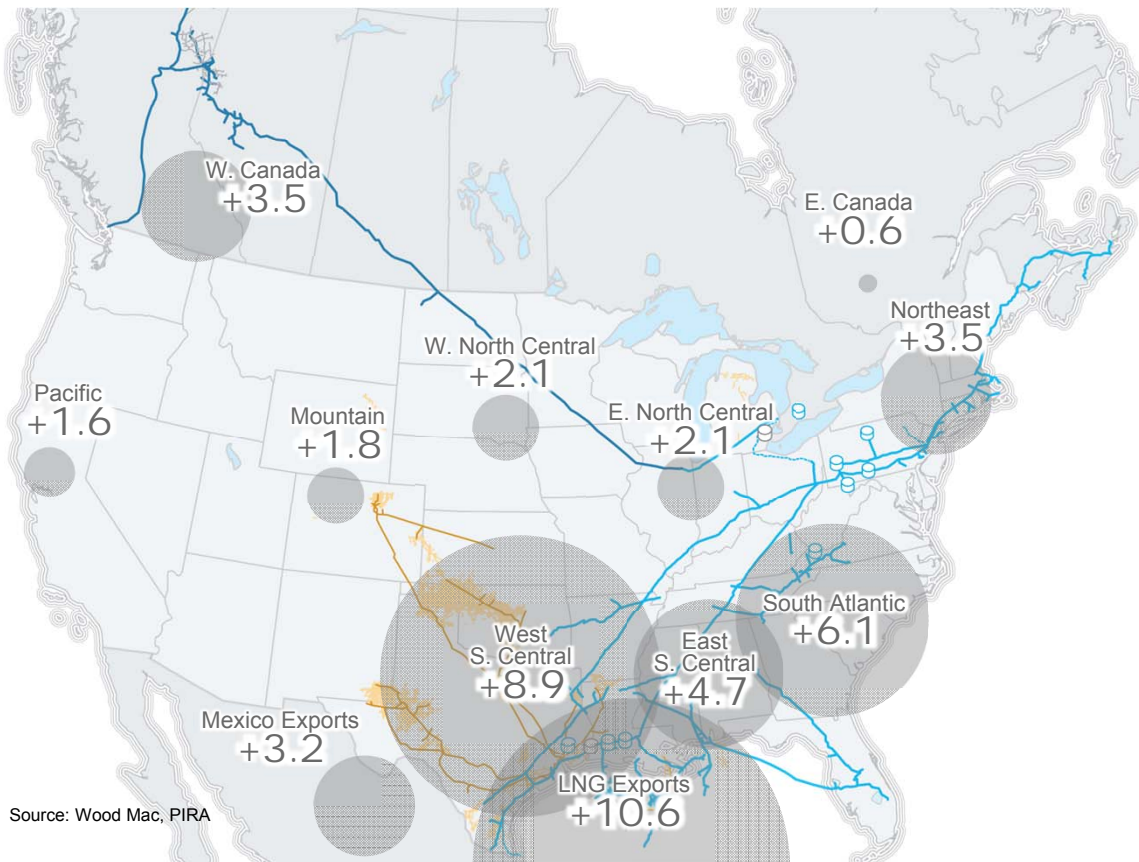 W. Canada
+3.5
E. Canada
+0.6
Northeast
+3.5
W. North Central
+2.1
Pacific
+1.6
Mountain
+1.8
E. North Central
+2.1
South Atlantic
+6.1
West
S. Central
+8.9
East
S. Central
+4.7
Mexico Exports
+3.2
LNG Exports
+10.6
Source: Wood Mac, PIRA